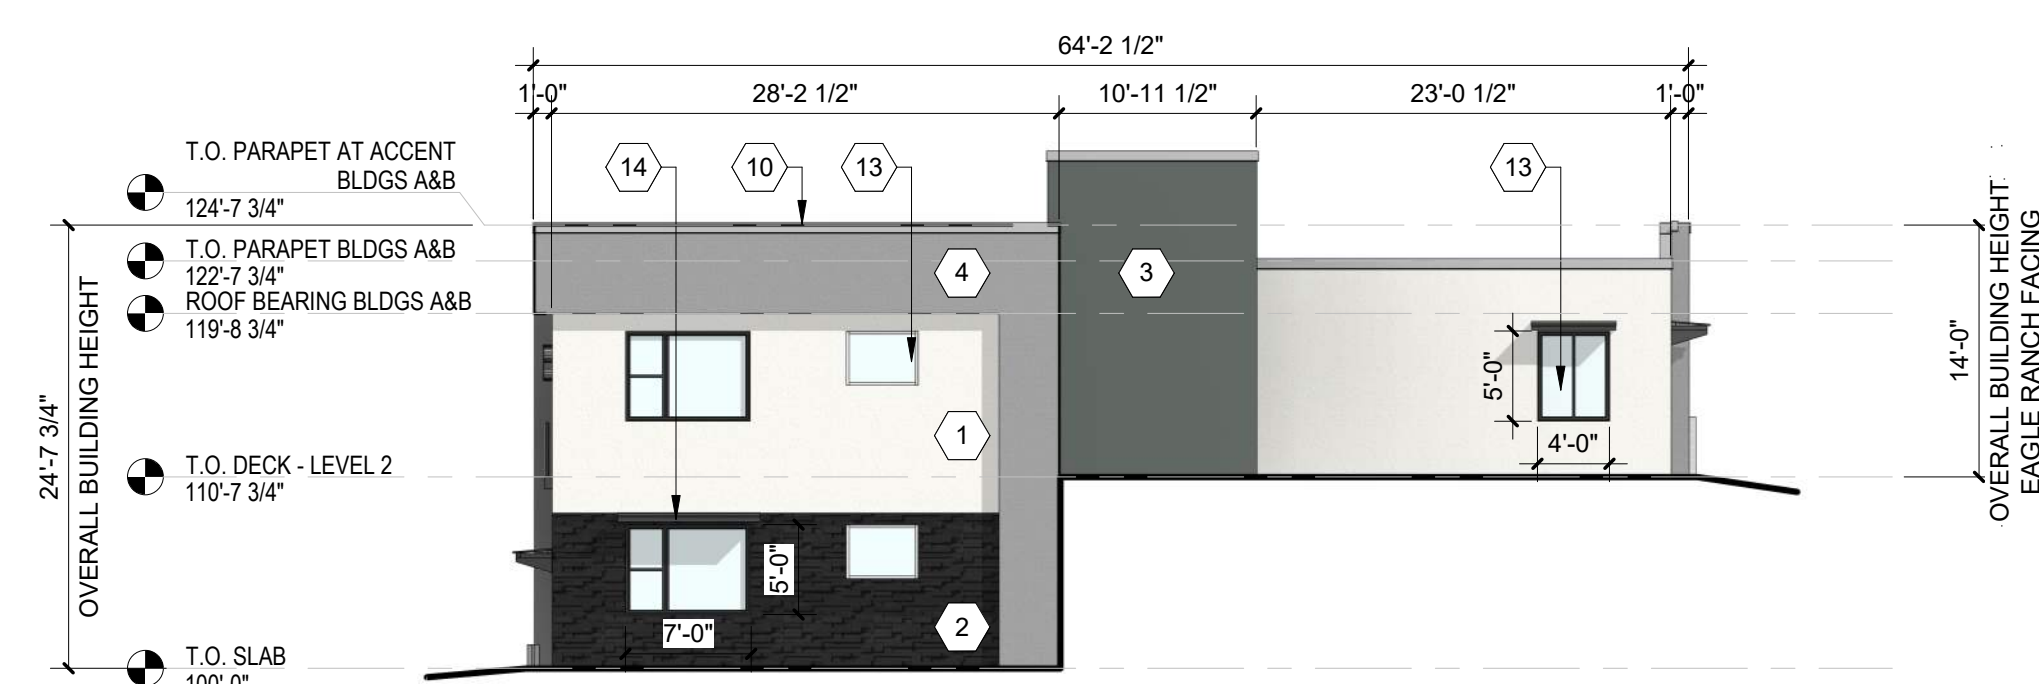 64'-2 1/2"
1'-0"
28'-2 1/2"
10'-11 1/2"
23'-0 1/2"
1'-0"
T.O. PARAPET AT ACCENT
BLDGS A&B
124'-7 3/4"
14
10
13
13
T.O. PARAPET BLDGS A&B
122'-7 3/4"
4
3
ROOF BEARING BLDGS A&B
119'-8 3/4"
5'-0"
4'-0"
1
T.O. DECK - LEVEL 2
110'-7 3/4"
5'-0"
7'-0"
2
T.O. SLAB
100'-0"
24'-7 3/4"
OVERALL BUILDING HEIGHT
14'-0"
OVERALL BUILDING HEIGHT
EAGLE RANCH FACING